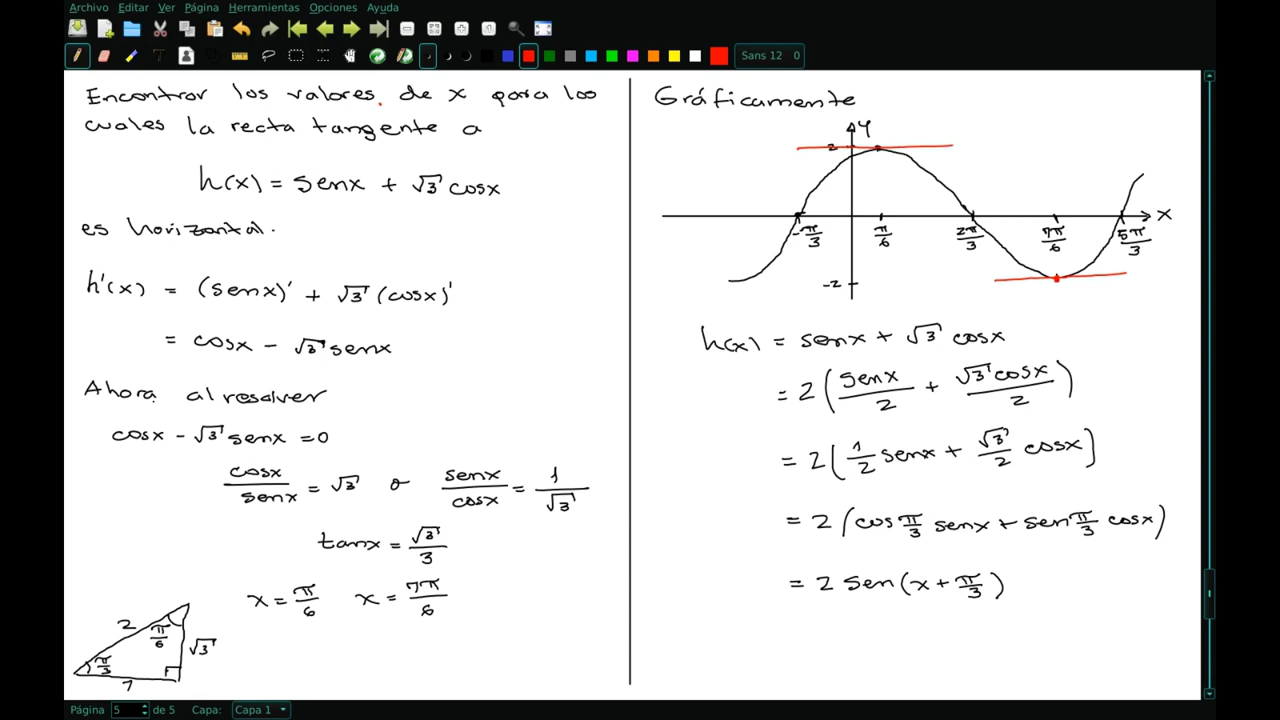 Archivo Editar Ver Página Herramientas Opciones Ayuda
Sans 12 0
Encontrar los valores de x para los
cuales la recta tangente a
h(x) = senx + √3 cosx
es horizontal.
h'(x) = (senx)' + √3 (cosx)'
= cosx - √3 senx
Ahora al resolver
cosx - √3 senx = 0
cosx/senx = √3 o senx/cosx = 1/√3
tanx = √3/3
x = π/6 x = 7π/6
2 π/6 √3
π/3
1
Gráficamente
y
2
x
-π/3 π/6 2π/3 7π/6 5π/3
-2
h(x) = senx + √3 cosx
= 2 (senx/2 + √3 cosx/2)
= 2 (1/2 senx + √3/2 cosx)
= 2 (cos π/3 senx + sen π/3 cosx)
= 2 sen(x + π/3)
Página 5 de 5 Capa: Capa 1